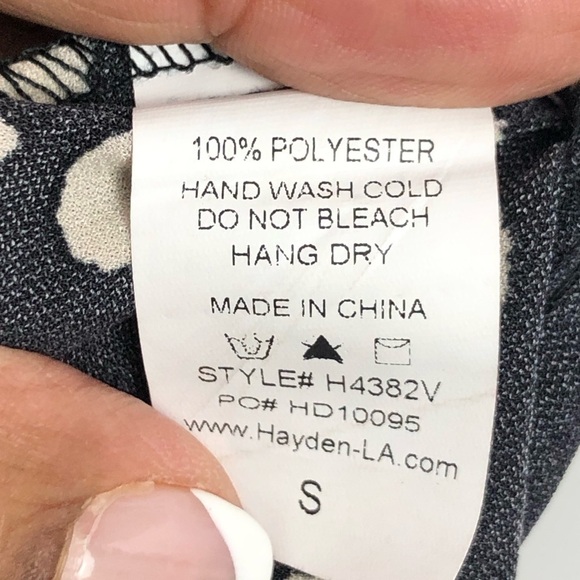 100% POLYESTER
HAND WASH COLD
DO NOT BLEACH
HANG DRY
MADE IN CHINA
STYLE# H4382V
PO# HD10095
www.Hayden-LA.com
S